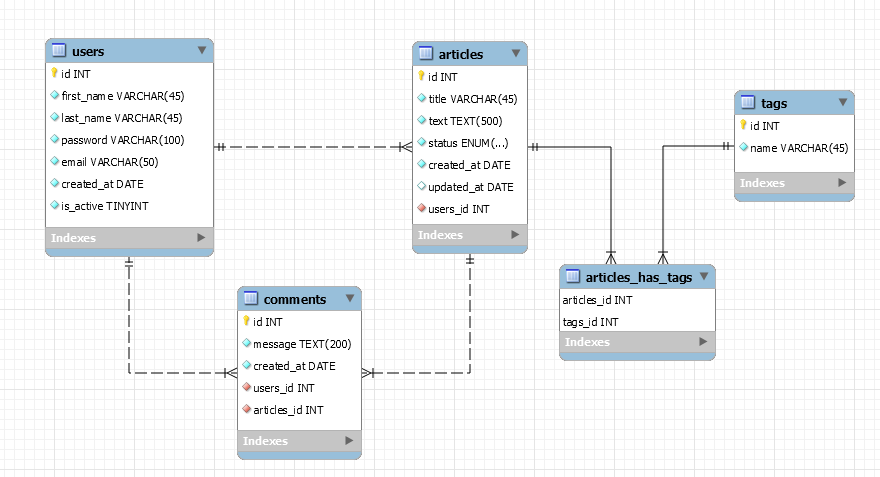 users
id INT
first_name VARCHAR(45)
last_name VARCHAR(45)
password VARCHAR(100)
email VARCHAR(50)
created_at DATE
is_active TINYINT
Indexes
articles
id INT
title VARCHAR(45)
text TEXT(500)
status ENUM(...)
created_at DATE
updated_at DATE
users_id INT
Indexes
tags
id INT
name VARCHAR(45)
Indexes
comments
id INT
message TEXT(200)
created_at DATE
users_id INT
articles_id INT
Indexes
articles_has_tags
articles_id INT
tags_id INT
Indexes